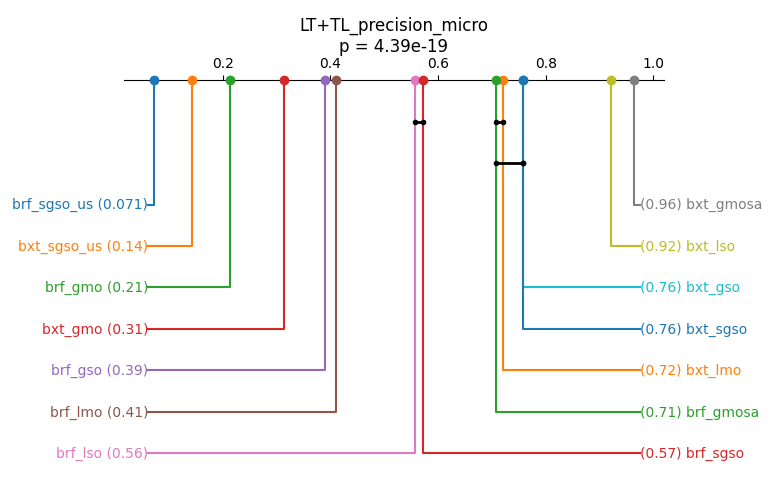 LT+TL_precision_micro
p = 4.39e-19
0.2 0.4 0.6 0.8 1.0
brf_sgso_us (0.071) (0.96) bxt_gmosa
bxt_sgso_us (0.14) (0.92) bxt_lso
brf_gmo (0.21) (0.76) bxt_gso
bxt_gmo (0.31) (0.76) bxt_sgso
brf_gso (0.39) (0.72) bxt_lmo
brf_lmo (0.41) (0.71) brf_gmosa
brf_lso (0.56) (0.57) brf_sgso